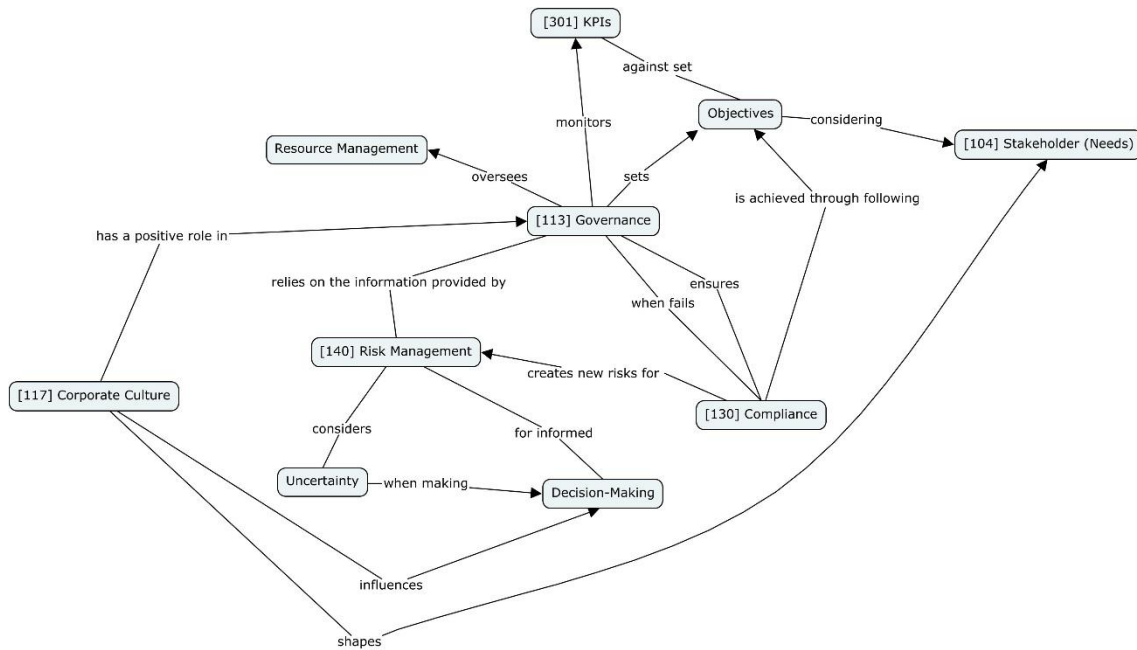 [301] KPIs
against set
Objectives
considering
monitors
[104] Stakeholder (Needs)
Resource Management
oversees
sets
is achieved through following
[113] Governance
has a positive role in
relies on the information provided by
ensures
when fails
[140] Risk Management
creates new risks for
[117] Corporate Culture
[130] Compliance
considers
for informed
Uncertainty
when making
Decision-Making
influences
shapes